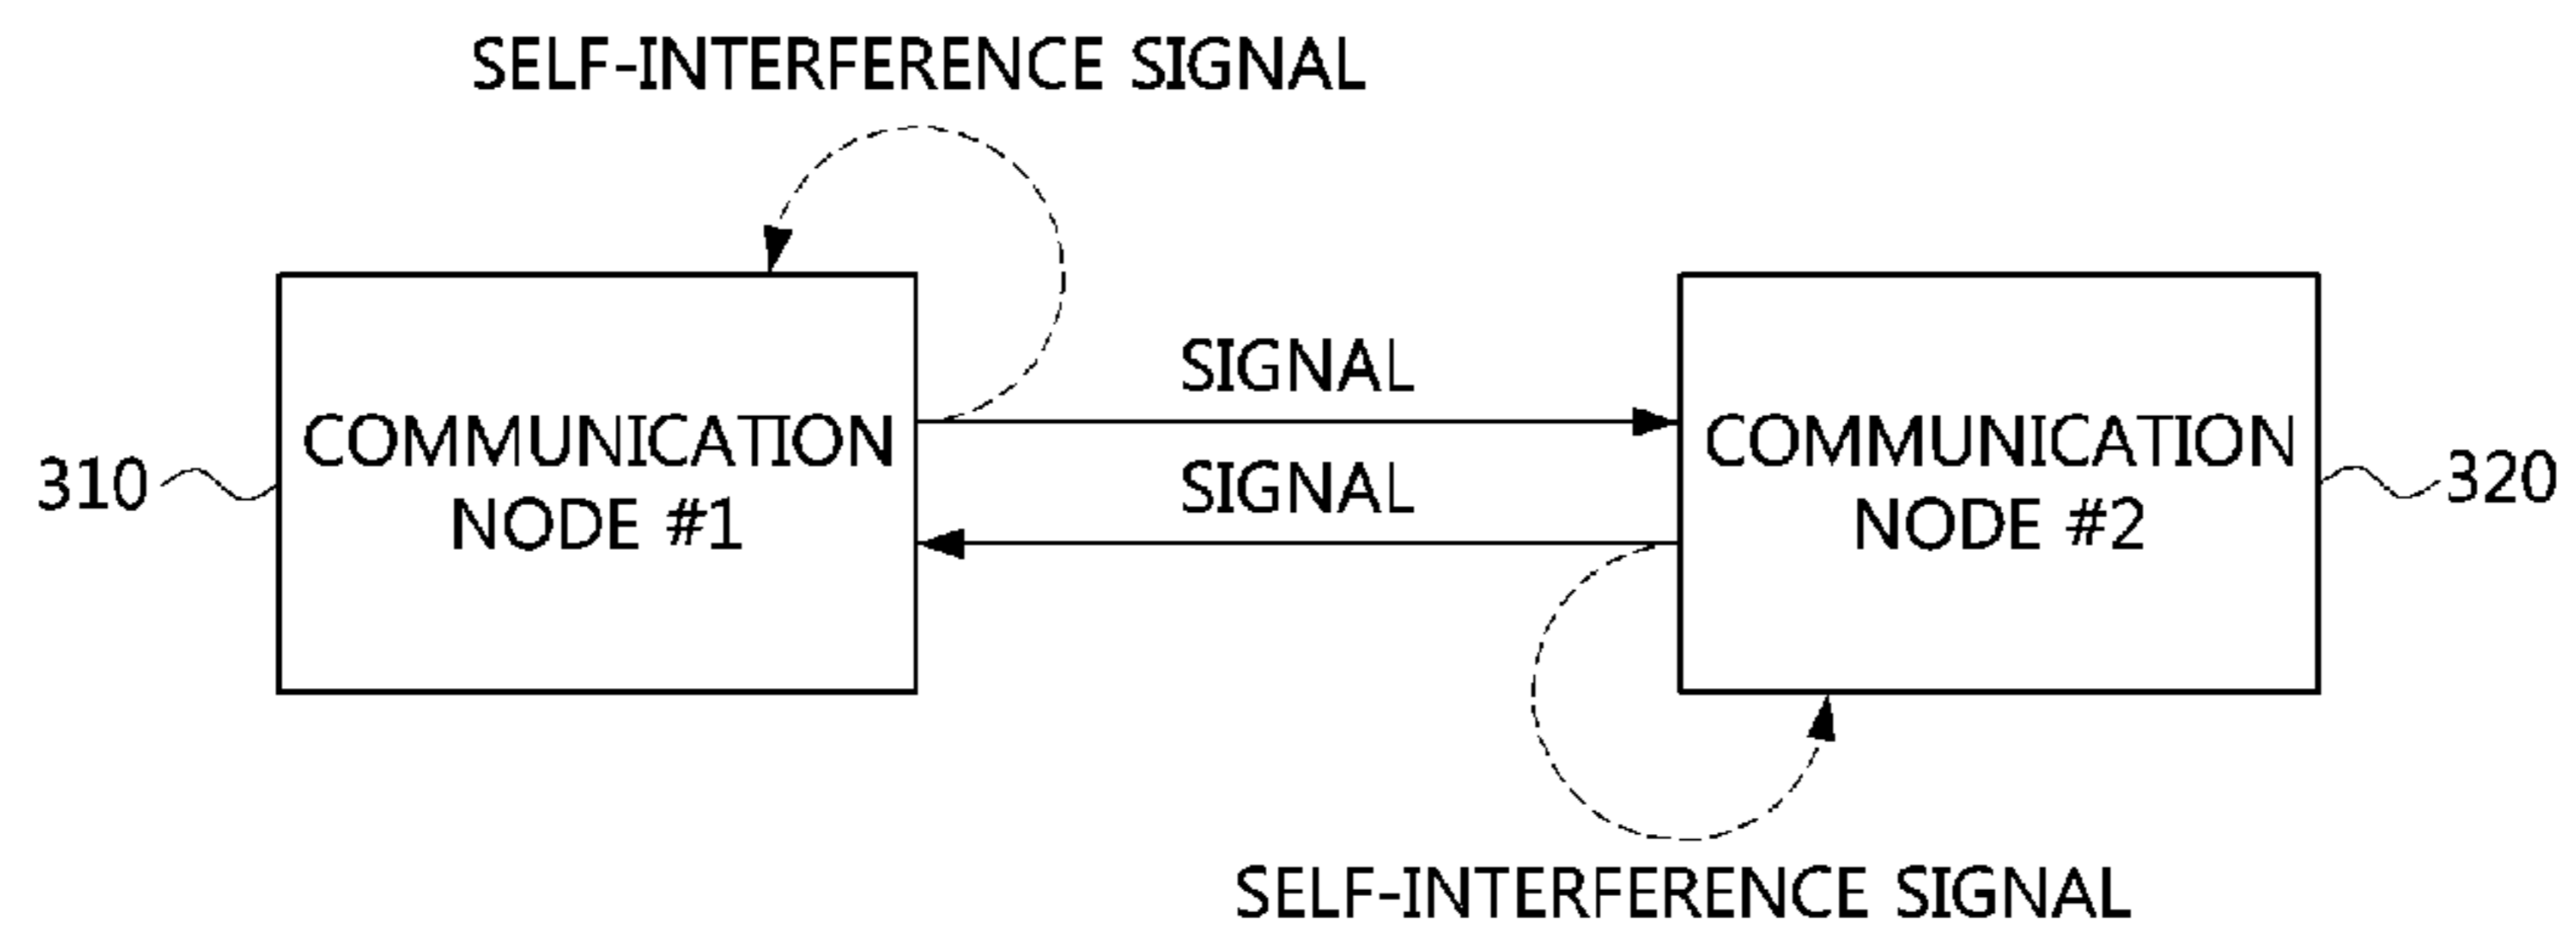 SELF-INTERFERENCE SIGNAL
SIGNAL
COMMUNICATION
NODE #1
310
SIGNAL
COMMUNICATION
NODE #2
320
SELF-INTERFERENCE SIGNAL